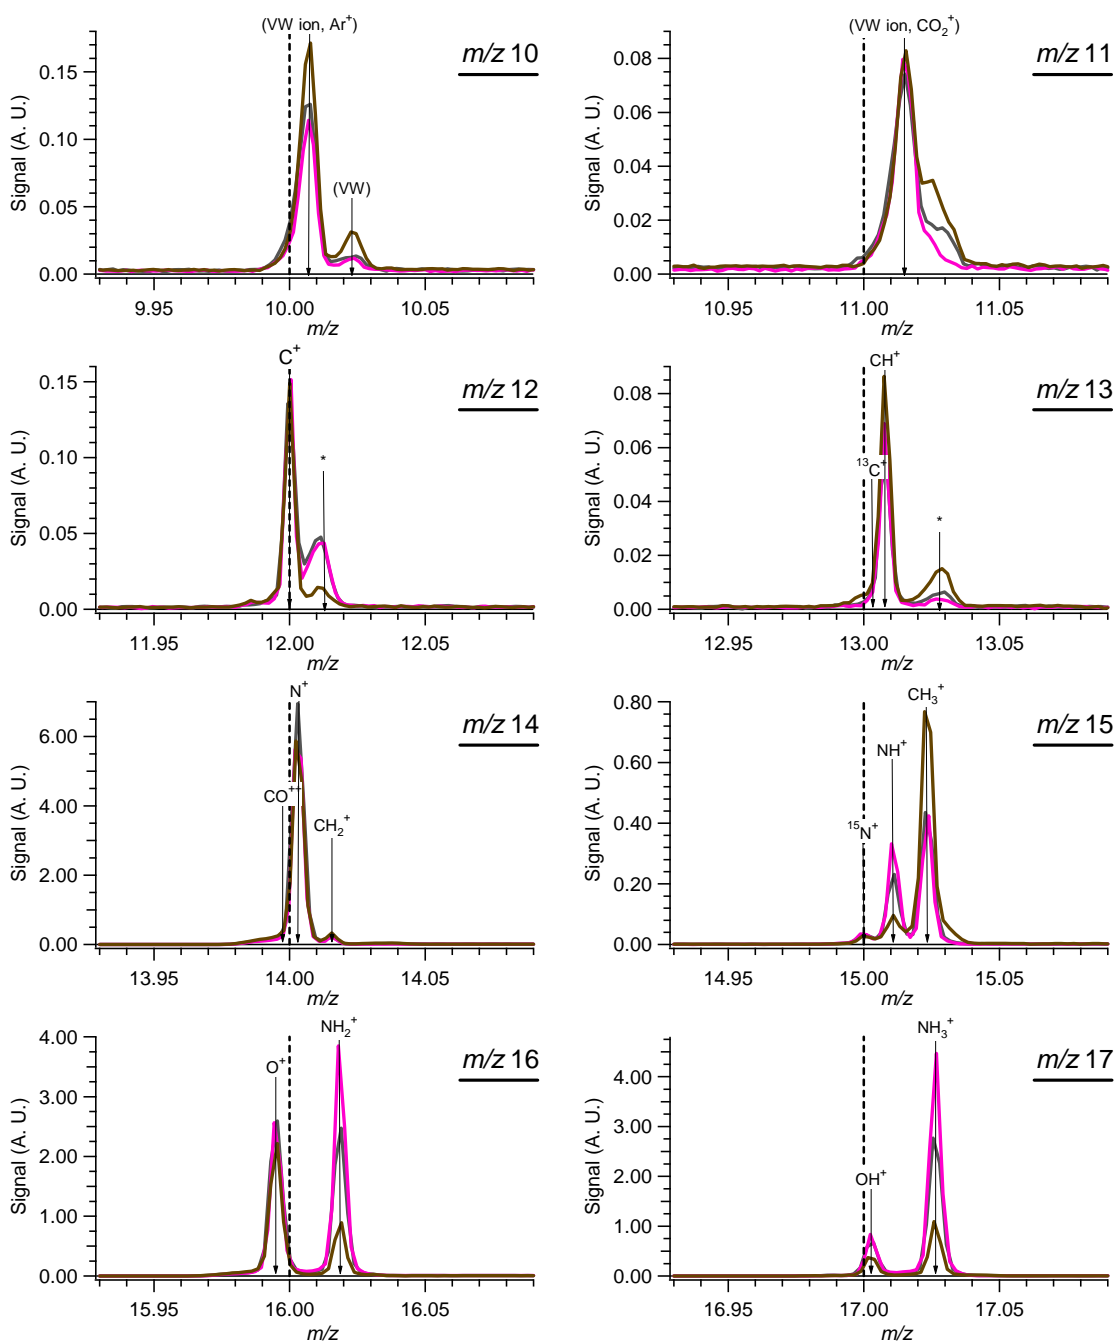 (VW ion, Ar+)
m/z 10
(VW)
Signal (A. U.)
0.15
0.10
0.05
0.00
9.95
10.00
10.05
m/z
(VW ion, CO2+)
m/z 11
Signal (A. U.)
0.08
0.06
0.04
0.02
0.00
10.95
11.00
11.05
m/z
C+
m/z 12
*
Signal (A. U.)
0.15
0.10
0.05
0.00
11.95
12.00
12.05
m/z
CH+
m/z 13
13C+
*
Signal (A. U.)
0.08
0.06
0.04
0.02
0.00
12.95
13.00
13.05
m/z
N+
m/z 14
CO++
CH2+
Signal (A. U.)
6.00
4.00
2.00
0.00
13.95
14.00
14.05
m/z
CH3+
m/z 15
NH+
15N+
Signal (A. U.)
0.80
0.60
0.40
0.20
0.00
14.95
15.00
15.05
m/z
NH2+
m/z 16
O+
Signal (A. U.)
4.00
3.00
2.00
1.00
0.00
15.95
16.00
16.05
m/z
NH3+
m/z 17
OH+
Signal (A. U.)
4.00
3.00
2.00
1.00
0.00
16.95
17.00
17.05
m/z